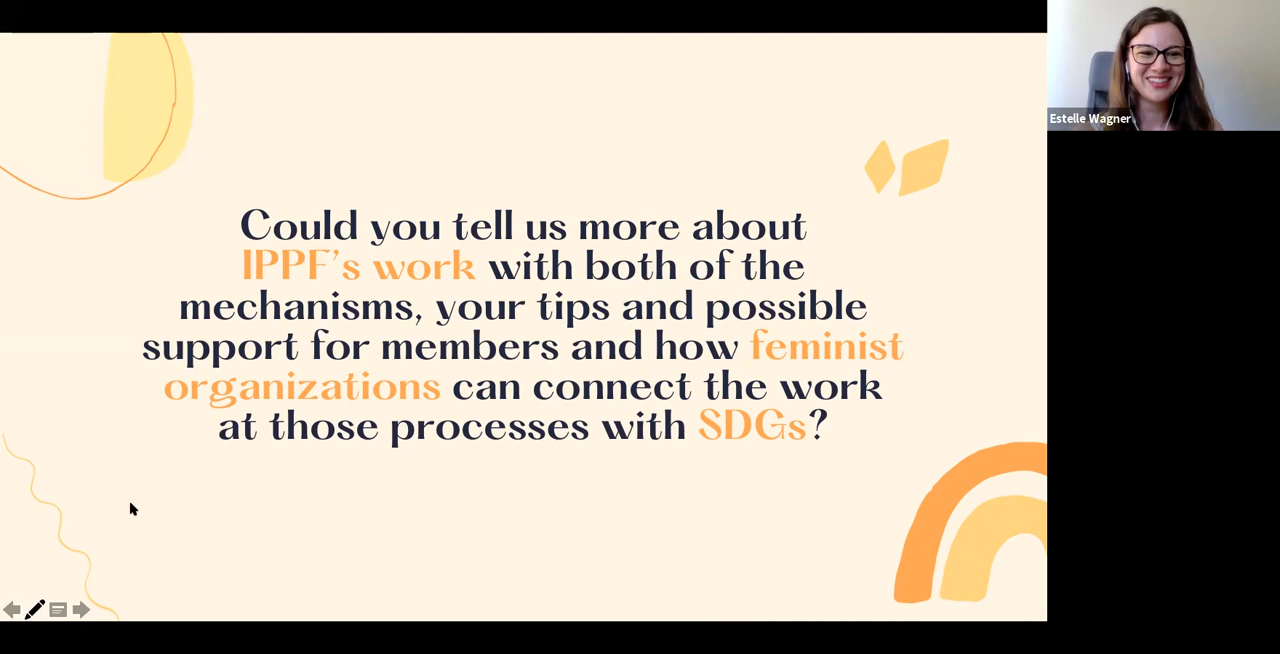 Could you tell us more about
IPPF's work with both of the
mechanisms, your tips and possible
support for members and how feminist
organizations can connect the work
at those processes with SDGs?
Estelle Wagner